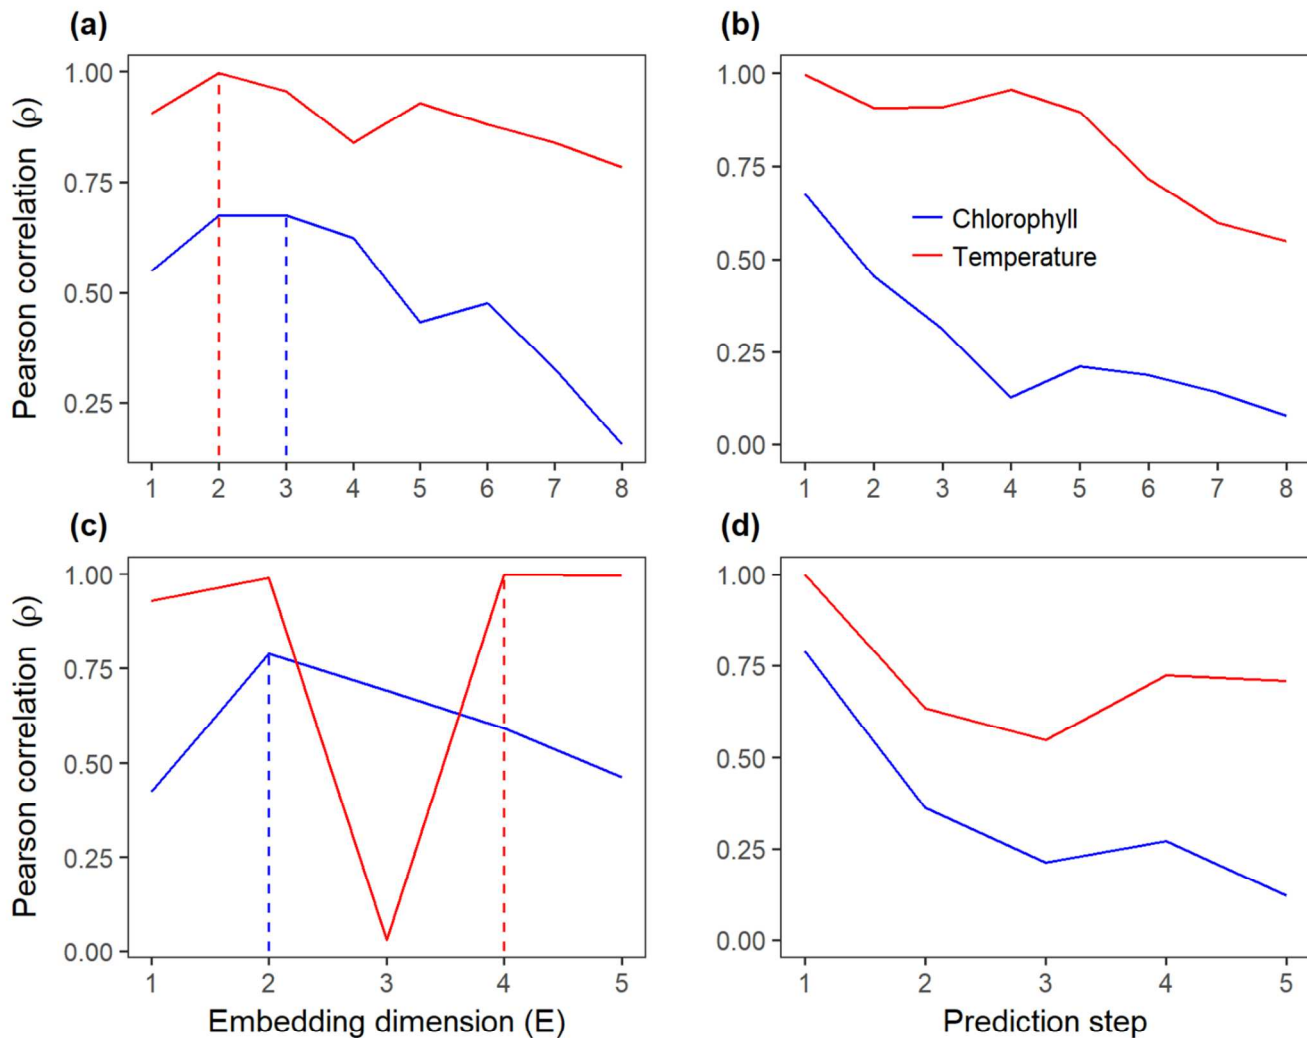 (a)
Pearson correlation (ρ)
1.00
0.75
0.50
0.25
1 2 3 4 5 6 7 8
(b)
1.00
0.75
0.50
0.25
0.00
Chlorophyll
Temperature
1 2 3 4 5 6 7 8
(c)
Pearson correlation (ρ)
1.00
0.75
0.50
0.25
0.00
1 2 3 4 5
Embedding dimension (E)
(d)
1.00
0.75
0.50
0.25
0.00
1 2 3 4 5
Prediction step